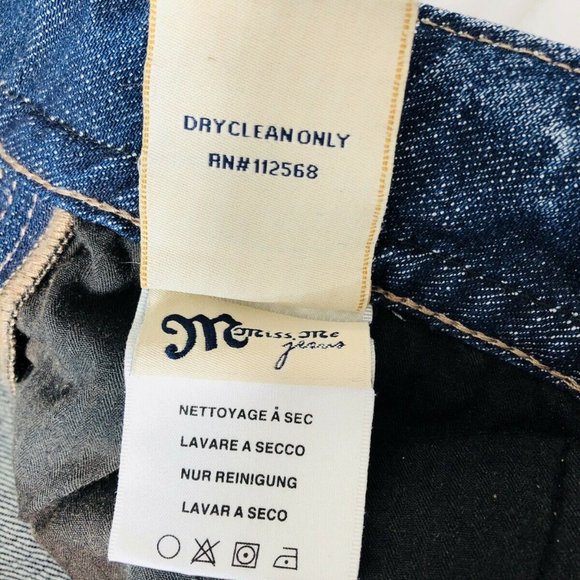 DRYCLEAN ONLY
RN#112568
M Miss Me
jeans
NETTOYAGE À SEC
LAVARE A SECCO
NUR REINIGUNG
LAVAR A SECO